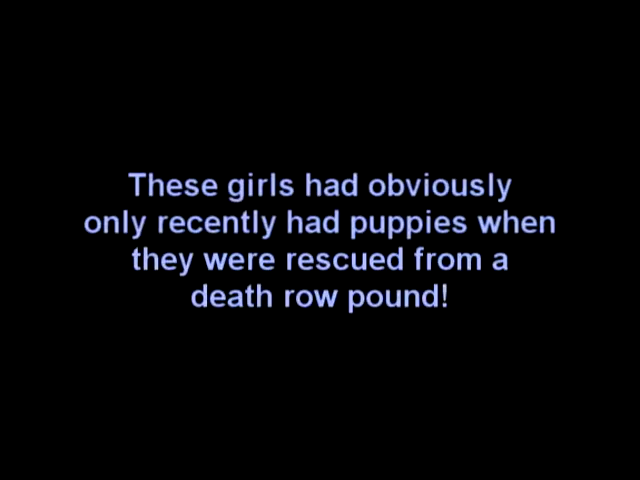 These girls had obviously
only recently had puppies when
they were rescued from a
death row pound!